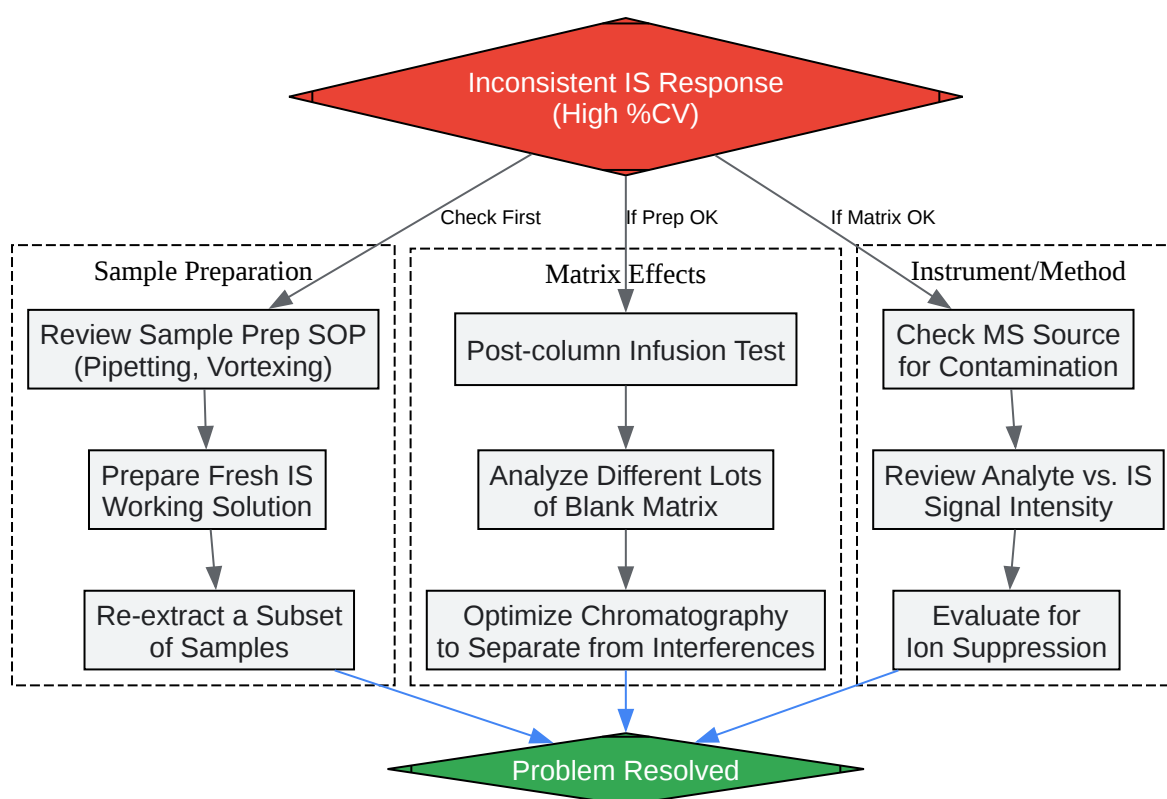 Inconsistent IS Response
(High %CV)
Check First
If Prep OK
If Matrix OK
Sample Preparation
Review Sample Prep SOP
(Pipetting, Vortexing)
Prepare Fresh IS
Working Solution
Re-extract a Subset
of Samples
Matrix Effects
Post-column Infusion Test
Analyze Different Lots
of Blank Matrix
Optimize Chromatography
to Separate from Interferences
Instrument/Method
Check MS Source
for Contamination
Review Analyte vs. IS
Signal Intensity
Evaluate for
Ion Suppression
Problem Resolved